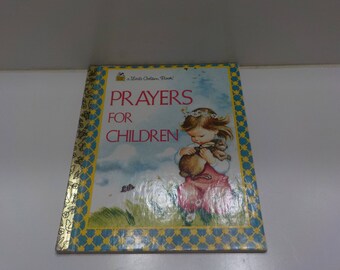 a Little Golden Book
PRAYERS
FOR
CHILDREN